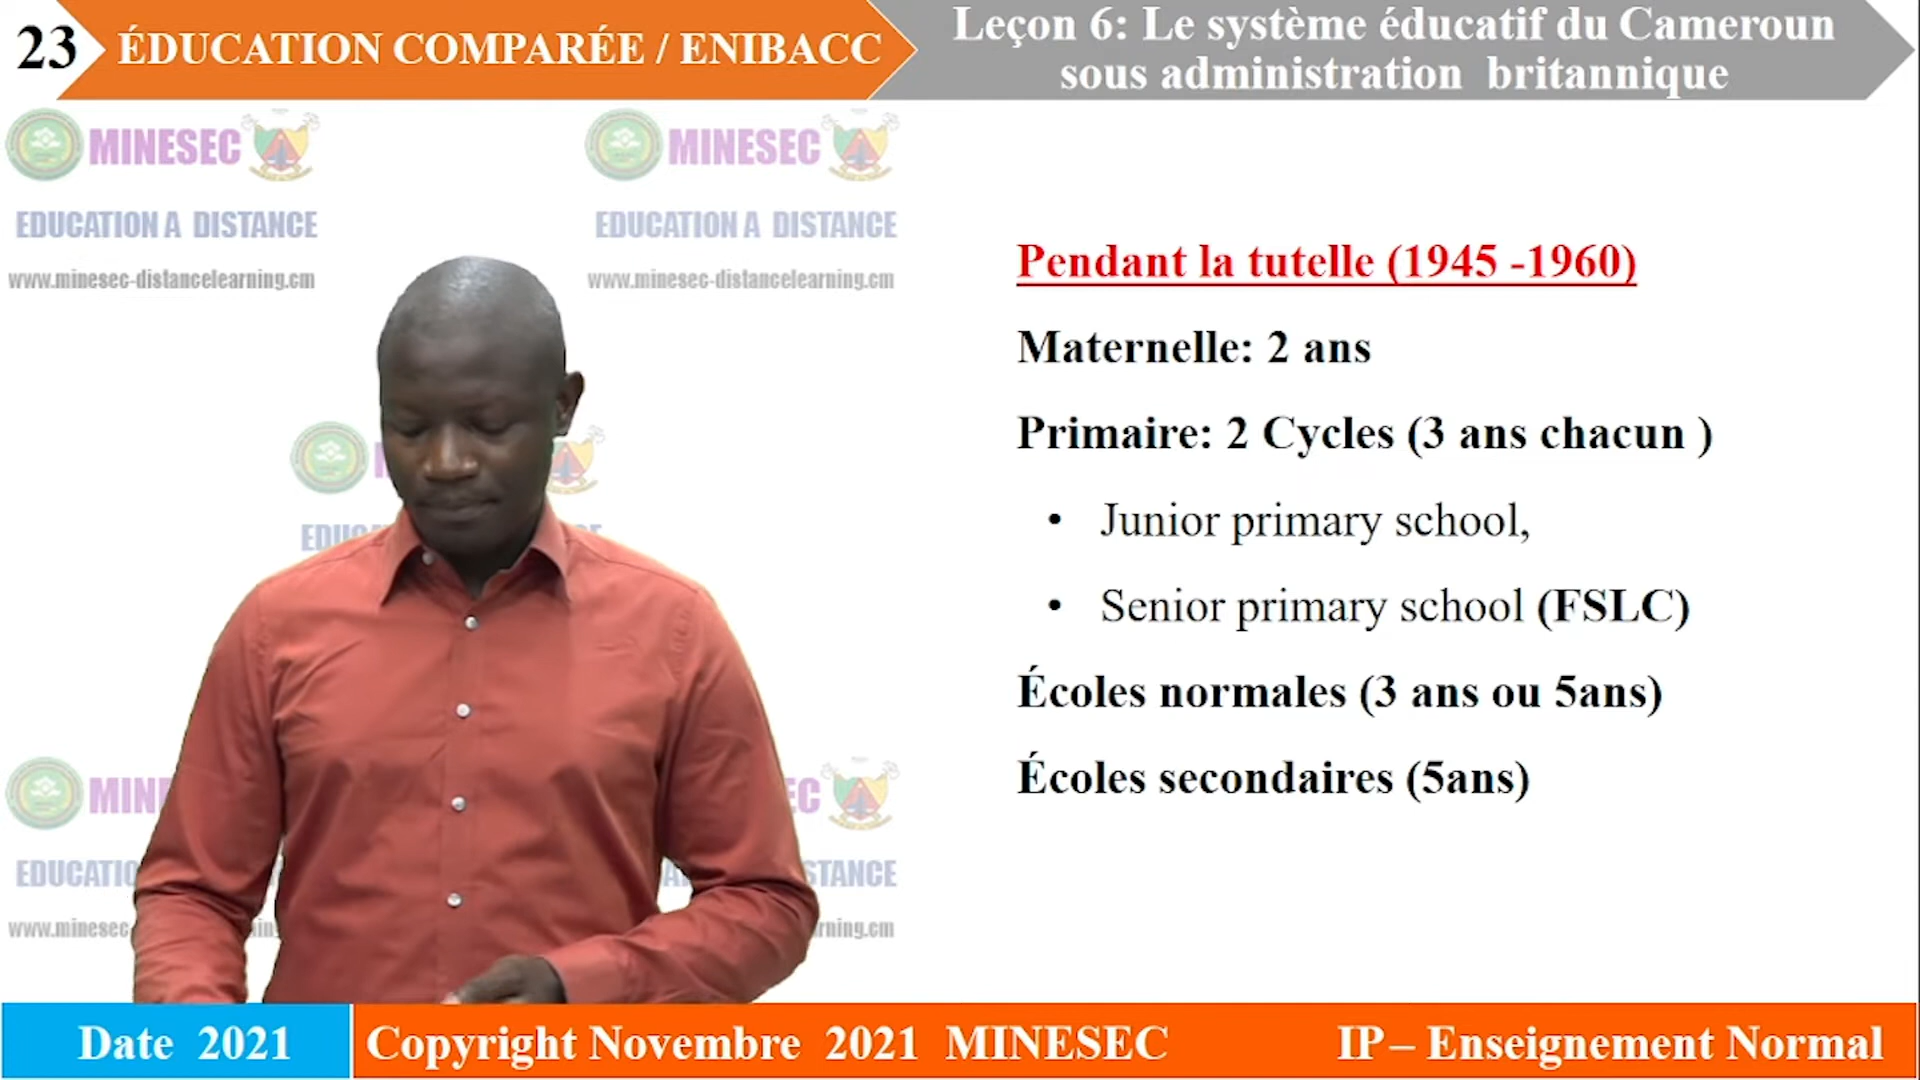 23
ÉDUCATION COMPARÉE / ENIBACC
Leçon 6: Le système éducatif du Cameroun
sous administration britannique
MINESEC
MINESEC
EDUCATION A DISTANCE
EDUCATION A DISTANCE
www.minesec-distancelearning.cm
www.minesec-distancelearning.cm
Pendant la tutelle (1945 -1960)
Maternelle: 2 ans
Primaire: 2 Cycles (3 ans chacun )
• Junior primary school,
• Senior primary school (FSLC)
Écoles normales (3 ans ou 5ans)
Écoles secondaires (5ans)
Date 2021
Copyright Novembre 2021 MINESEC
IP – Enseignement Normal